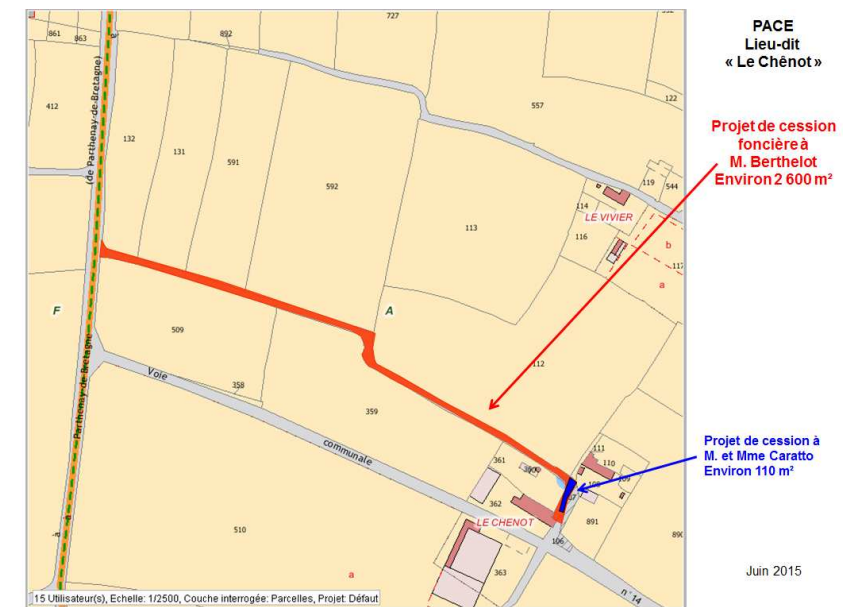 PACE
Lieu-dit
« Le Chênot »
Projet de cession
foncière à
M. Berthelot
Environ 2 600 m²
Projet de cession à
M. et Mme Caratto
Environ 110 m²
Juin 2015
727
861
863
892
a
412
132
131
591
592
557
122
(de Parthenay-de-Bretagne)
113
114
119
544
LE VIVIER
116
b
117
a
F
A
509
112
Parthenay-de-Bretagne
Voie
358
359
communale
361
362
111
110
LE CHENOT
891
106
510
a
363
n°14
15 Utilisateur(s), Echelle: 1/2500, Couche interrogée: Parcelles, Projet: Défaut